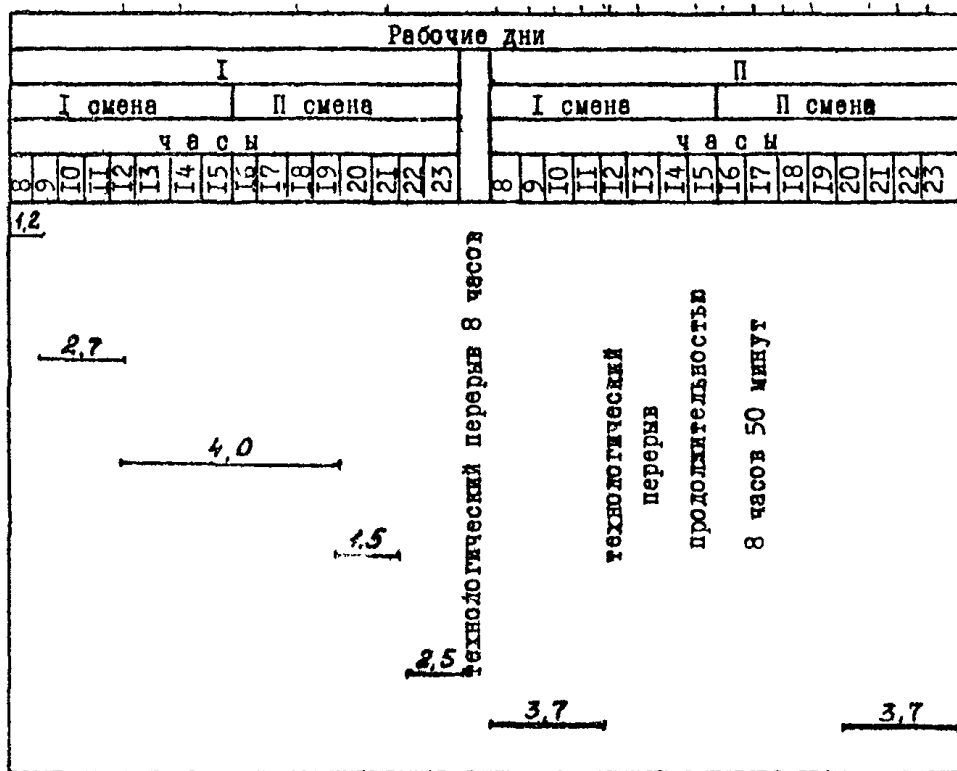 Рабочие дни
I II
I смена II смена I смена II смена
часы часы
8 9 10 11 12 13 14 15 16 17 18 19 20 21 22 23 8 9 10 11 12 13 14 15 16 17 18 19 20 21 22 23
1,2
2,7
4,0
1,5
2,5
3,7
3,7
технологический перерыв 8 часов
технологический
перерыв
продолжительностью
8 часов 50 минут